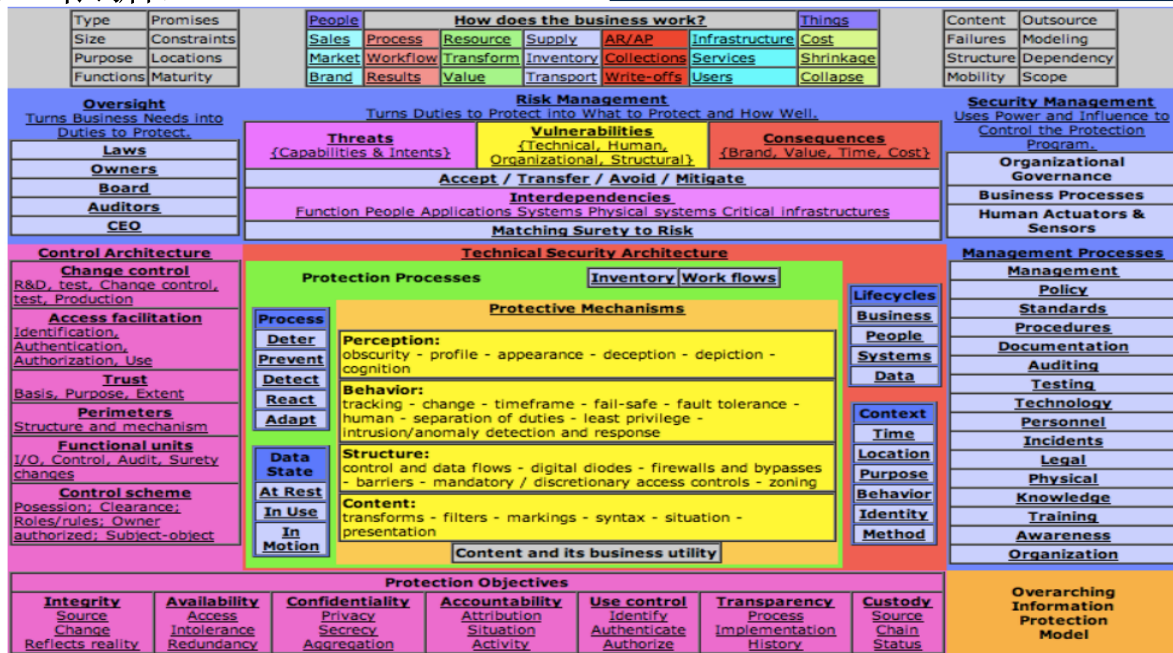 Type Promises
Size Constraints
Purpose Locations
Functions Maturity
People How does the business work? Things
Sales Process Resource Supply AR/AP Infrastructure Cost
Market Workflow Transform Inventory Collections Services Shrinkage
Brand Results Value Transport Write-offs Users Collapse
Content Outsource
Failures Modeling
Structure Dependency
Mobility Scope
Oversight
Turns Business Needs into
Duties to Protect.
Laws
Owners
Board
Auditors
CEO
Risk Management
Turns Duties to Protect into What to Protect and How Well.
Threats
{Capabilities & Intents}
Vulnerabilities
{Technical, Human,
Organizational, Structural}
Consequences
{Brand, Value, Time, Cost}
Accept / Transfer / Avoid / Mitigate
Interdependencies
Function People Applications Systems Physical systems Critical infrastructures
Matching Surety to Risk
Security Management
Uses Power and Influence to
Control the Protection
Program.
Organizational
Governance
Business Processes
Human Actuators &
Sensors
Control Architecture
Change control
R&D, test, Change control,
test, Production
Access facilitation
Identification,
Authentication,
Authorization, Use
Trust
Basis, Purpose, Extent
Perimeters
Structure and mechanism
Functional units
I/O, Control, Audit, Surety
changes
Control scheme
Posession; Clearance;
Roles/rules; Owner
authorized; Subject-object
Technical Security Architecture
Protection Processes
Inventory Work flows
Process
Deter
Prevent
Detect
React
Adapt
Data
State
At Rest
In Use
In
Motion
Protective Mechanisms
Perception:
obscurity - profile - appearance - deception - depiction -
cognition
Behavior:
tracking - change - timeframe - fail-safe - fault tolerance -
human - separation of duties - least privilege -
intrusion/anomaly detection and response
Structure:
control and data flows - digital diodes - firewalls and bypasses
- barriers - mandatory / discretionary access controls - zoning
Content:
transforms - filters - markings - syntax - situation -
presentation
Content and its business utility
Lifecycles
Business
People
Systems
Data
Context
Time
Location
Purpose
Behavior
Identity
Method
Management Processes
Management
Policy
Standards
Procedures
Documentation
Auditing
Testing
Technology
Personnel
Incidents
Legal
Physical
Knowledge
Training
Awareness
Organization
Protection Objectives
Integrity Availability Confidentiality Accountability Use control Transparency Custody
Source Access Privacy Attribution Identify Process Source
Change Intolerance Secrecy Situation Authenticate Implementation Chain
Reflects reality Redundancy Aggregation Activity Authorize History Status
Overarching
Information
Protection
Model